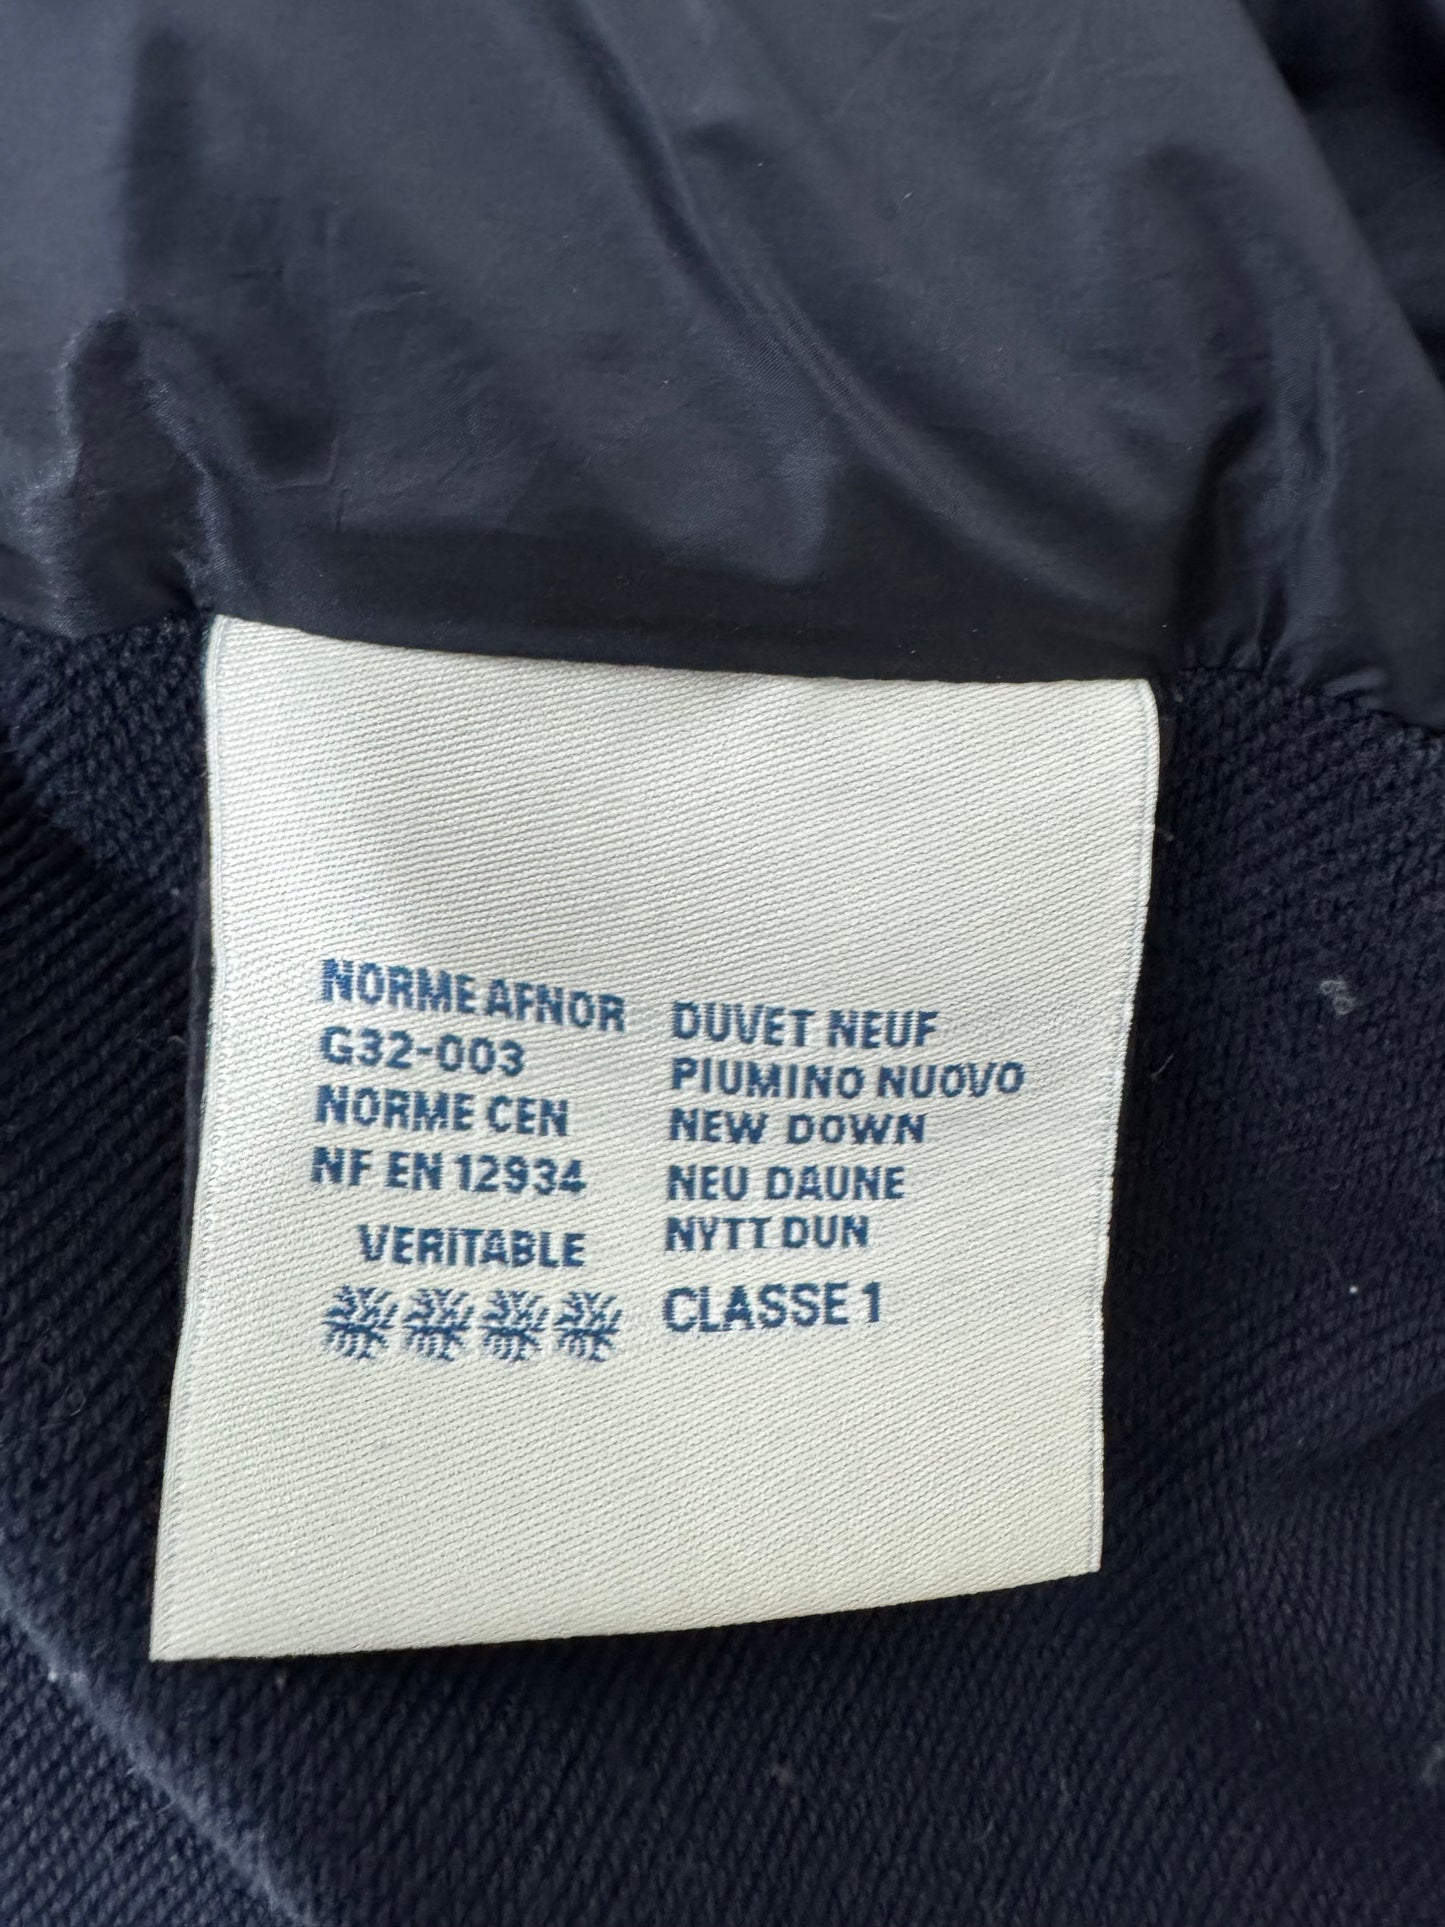 NORME AFNOR
G32-003
NORME CEN
NF EN 12934
VERITABLE
DUVET NEUF
PIUMINO NUOVO
NEW DOWN
NEU DAUNE
NYTT DUN
CLASSE 1